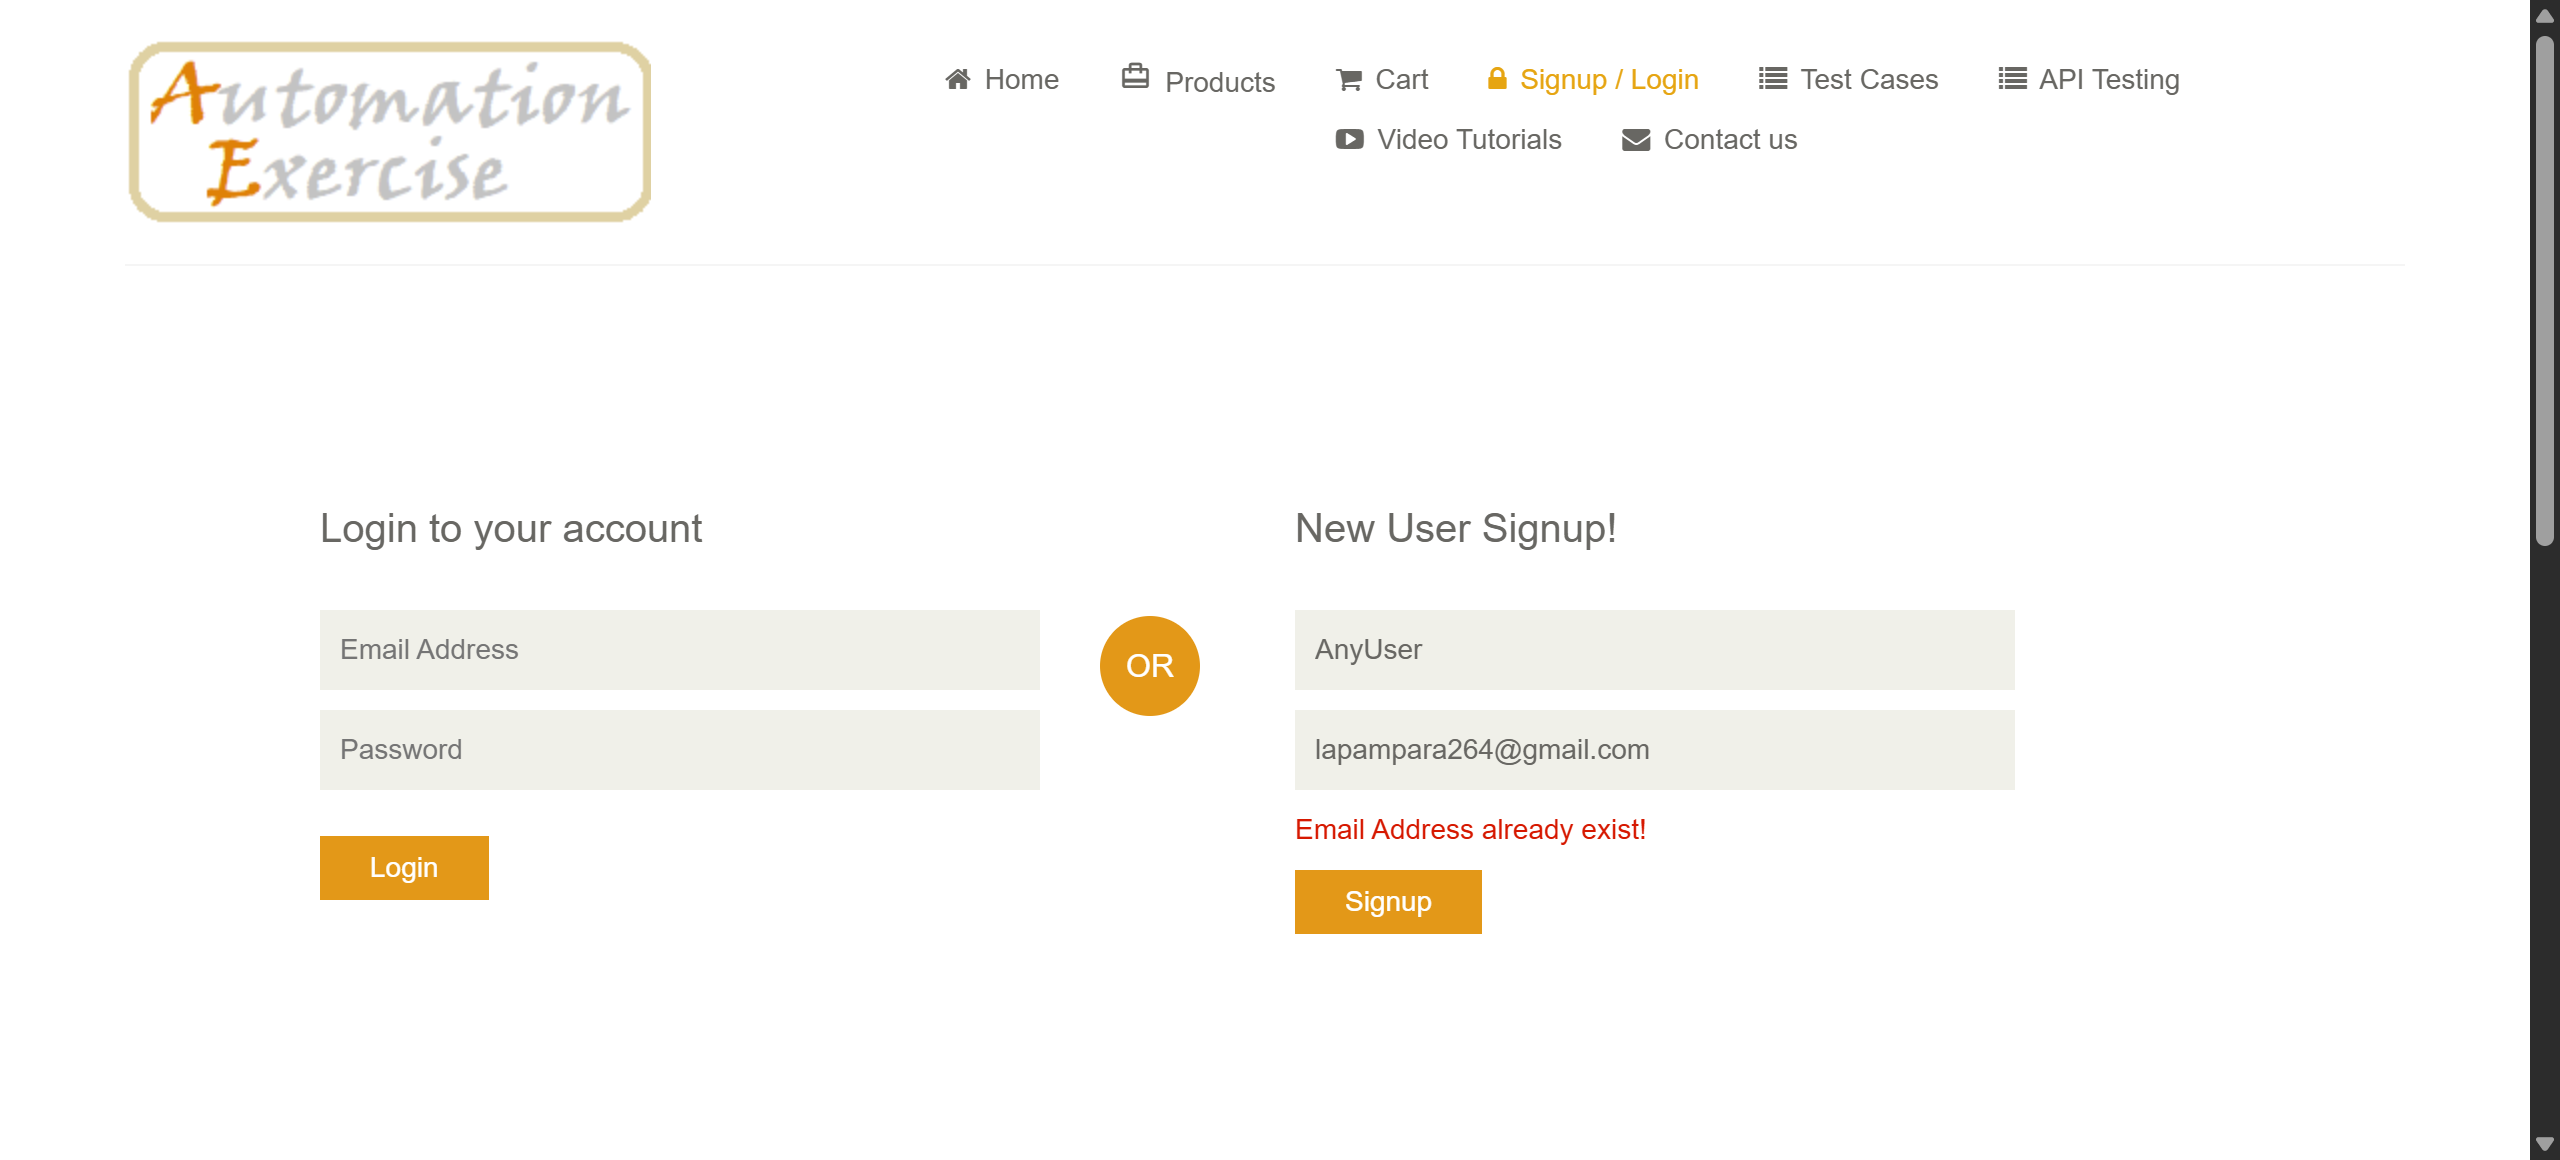 Automation
Exercise
Home
Products
Cart
Signup / Login
Test Cases
API Testing
Video Tutorials
Contact us
Login to your account
Email Address
Password
Login
OR
New User Signup!
AnyUser
lapampara264@gmail.com
Email Address already exist!
Signup